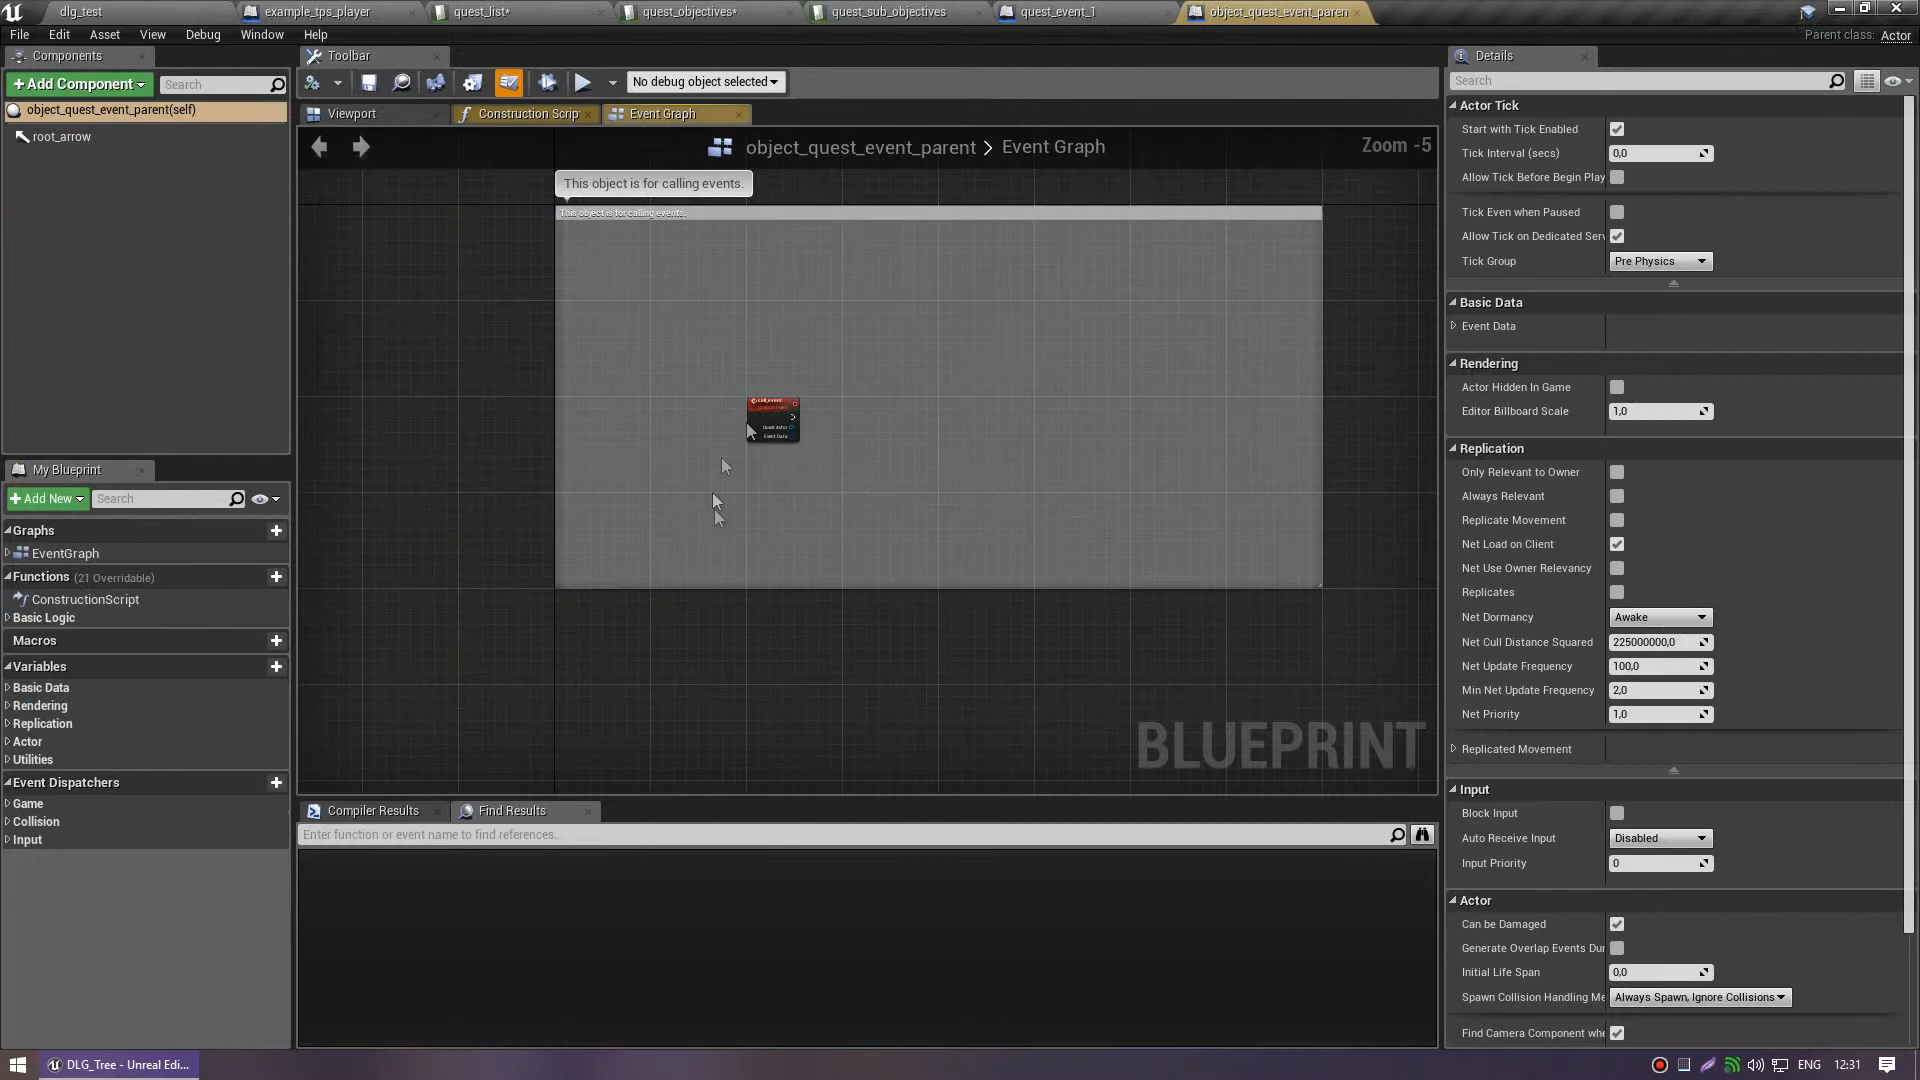 dlg_test
example_tps_player
quest_list*
quest_objectives*
quest_sub_objectives
quest_event_1
object_quest_event_paren
File Edit Asset View Debug Window Help
Parent class: Actor
Components
Toolbar
Details
+ Add Component
Search
No debug object selected
Search
object_quest_event_parent(self)
root_arrow
Viewport
Construction Scrip
Event Graph
object_quest_event_parent > Event Graph
Zoom -5
This object is for calling events.
This object is for calling events.
call_event
Quest Actor
Event Data
BLUEPRINT
My Blueprint
+ Add New
Search
Graphs
EventGraph
Functions (21 Overridable)
ConstructionScript
Basic Logic
Macros
Variables
Basic Data
Rendering
Replication
Actor
Utilities
Event Dispatchers
Game
Collision
Input
Compiler Results
Find Results
Enter function or event name to find references...
Actor Tick
Start with Tick Enabled
Tick Interval (secs) 0,0
Allow Tick Before Begin Play
Tick Even when Paused
Allow Tick on Dedicated Serv
Tick Group Pre Physics
Basic Data
Event Data
Rendering
Actor Hidden In Game
Editor Billboard Scale 1,0
Replication
Only Relevant to Owner
Always Relevant
Replicate Movement
Net Load on Client
Net Use Owner Relevancy
Replicates
Net Dormancy Awake
Net Cull Distance Squared 225000000,0
Net Update Frequency 100,0
Min Net Update Frequency 2,0
Net Priority 1,0
Replicated Movement
Input
Block Input
Auto Receive Input Disabled
Input Priority 0
Actor
Can be Damaged
Generate Overlap Events Dur
Initial Life Span 0,0
Spawn Collision Handling Me Always Spawn, Ignore Collisions
Find Camera Component whe
DLG_Tree - Unreal Edi...
ENG
12:31